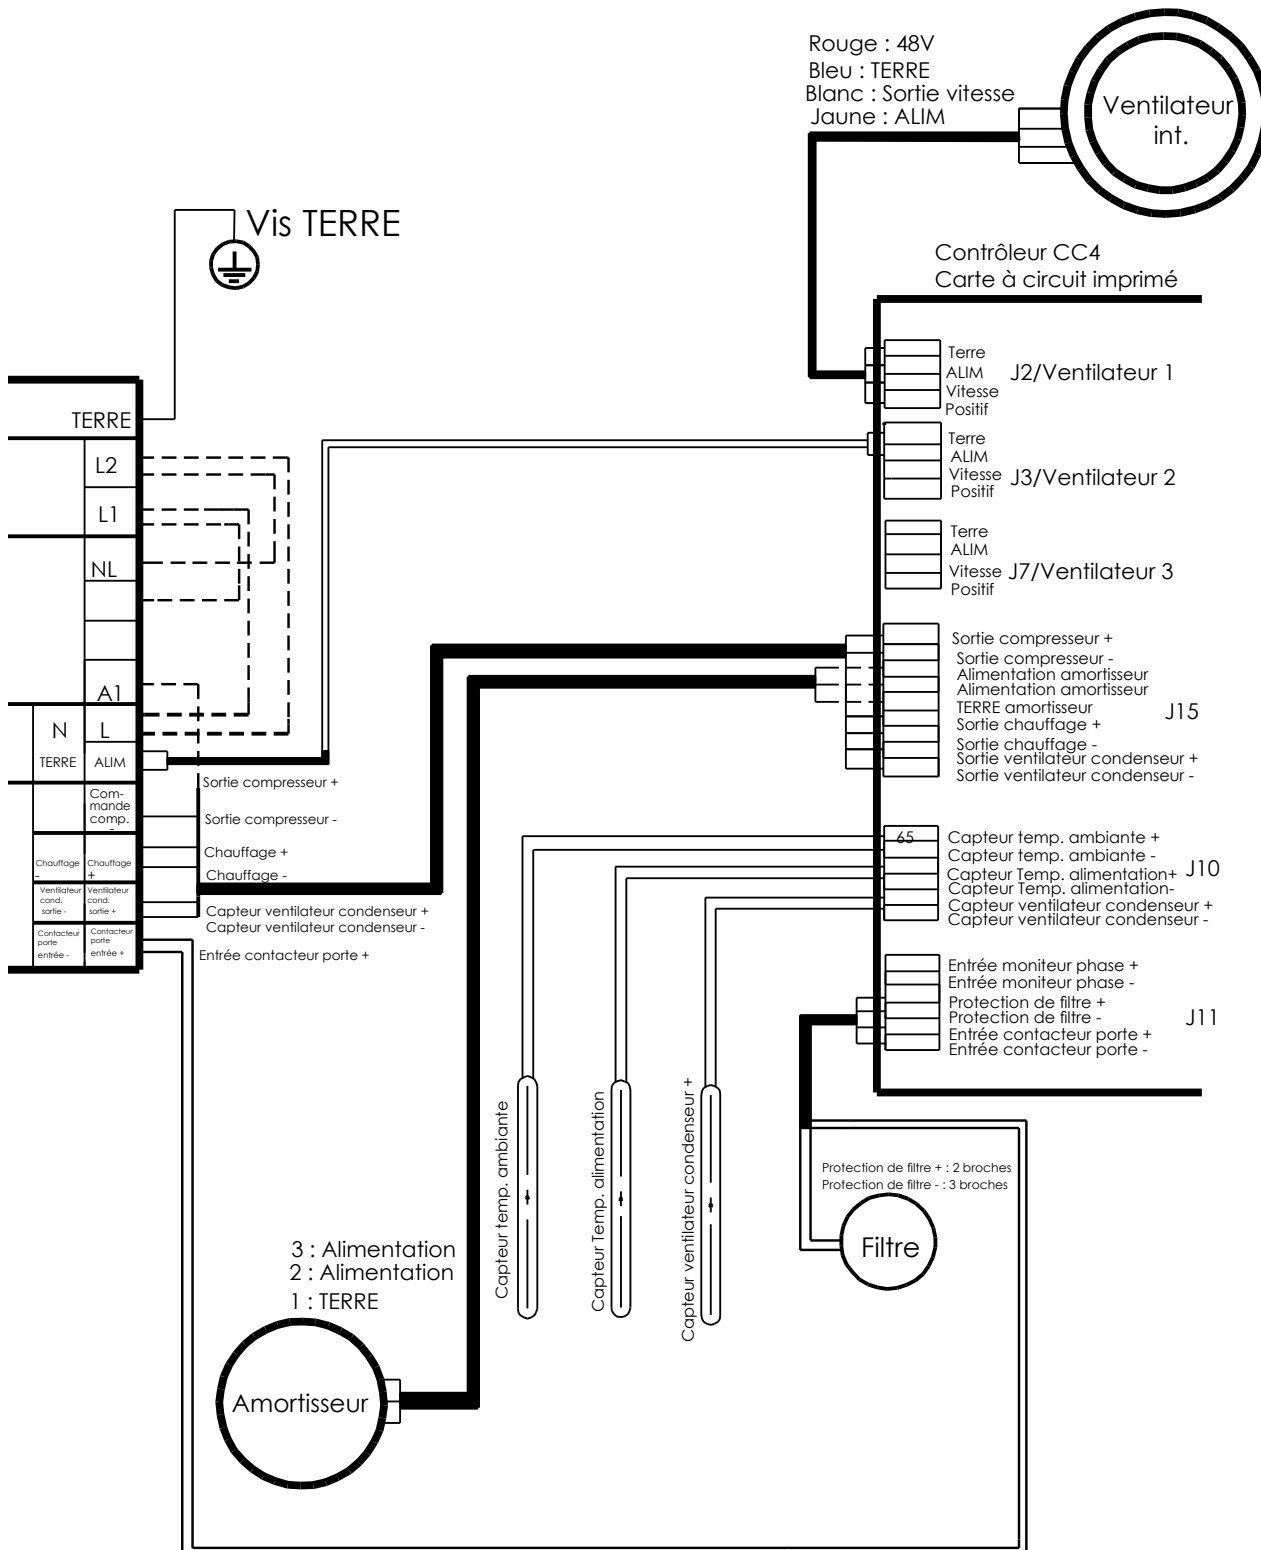 Rouge : 48V
Bleu : TERRE
Blanc : Sortie vitesse
Jaune : ALIM
Ventilateur
int.
Vis TERRE
Contrôleur CC4
Carte à circuit imprimé
Terre
ALIM
Vitesse
Positif
J2/Ventilateur 1
Terre
ALIM
Vitesse
Positif
J3/Ventilateur 2
Terre
ALIM
Vitesse
Positif
J7/Ventilateur 3
TERRE
L2
L1
NL
A1
N
L
TERRE
ALIM
Com-
mande
comp.
-
Chauffage
-
Chauffage
+
Ventilateur
cond.
sortie -
Ventilateur
cond.
sortie +
Contacteur
porte
entrée -
Contacteur
porte
entrée +
Sortie compresseur +
Sortie compresseur -
Chauffage +
Chauffage -
Capteur ventilateur condenseur +
Capteur ventilateur condenseur -
Entrée contacteur porte +
Sortie compresseur +
Sortie compresseur -
Alimentation amortisseur
Alimentation amortisseur
TERRE amortisseur
Sortie chauffage +
Sortie chauffage -
Sortie ventilateur condenseur +
Sortie ventilateur condenseur -
J15
65
Capteur temp. ambiante +
Capteur temp. ambiante -
Capteur Temp. alimentation+
Capteur Temp. alimentation-
Capteur ventilateur condenseur +
Capteur ventilateur condenseur -
J10
Entrée moniteur phase +
Entrée moniteur phase -
Protection de filtre +
Protection de filtre -
Entrée contacteur porte +
Entrée contacteur porte -
J11
Capteur temp. ambiante
Capteur Temp. alimentation
Capteur ventilateur condenseur +
Protection de filtre + : 2 broches
Protection de filtre - : 3 broches
Filtre
3 : Alimentation
2 : Alimentation
1 : TERRE
Amortisseur